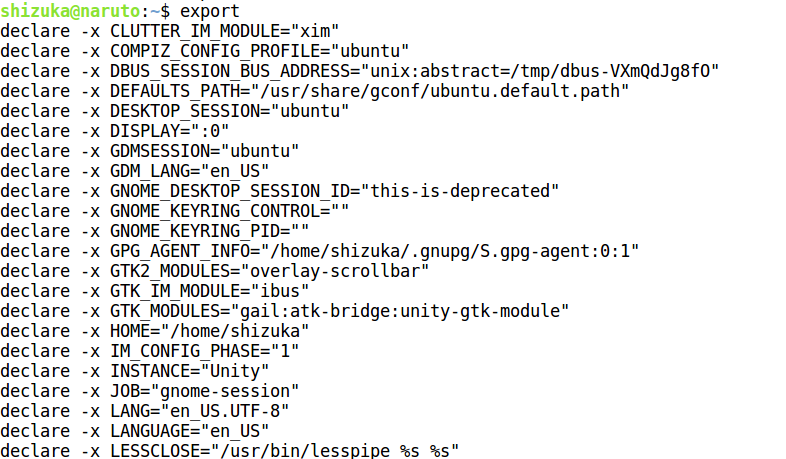 shizuka@naruto:~$ export
declare -x CLUTTER_IM_MODULE="xim"
declare -x COMPIZ_CONFIG_PROFILE="ubuntu"
declare -x DBUS_SESSION_BUS_ADDRESS="unix:abstract=/tmp/dbus-VXmQdJg8fO"
declare -x DEFAULTS_PATH="/usr/share/gconf/ubuntu.default.path"
declare -x DESKTOP_SESSION="ubuntu"
declare -x DISPLAY=":0"
declare -x GDMSESSION="ubuntu"
declare -x GDM_LANG="en_US"
declare -x GNOME_DESKTOP_SESSION_ID="this-is-deprecated"
declare -x GNOME_KEYRING_CONTROL=""
declare -x GNOME_KEYRING_PID=""
declare -x GPG_AGENT_INFO="/home/shizuka/.gnupg/S.gpg-agent:0:1"
declare -x GTK2_MODULES="overlay-scrollbar"
declare -x GTK_IM_MODULE="ibus"
declare -x GTK_MODULES="gail:atk-bridge:unity-gtk-module"
declare -x HOME="/home/shizuka"
declare -x IM_CONFIG_PHASE="1"
declare -x INSTANCE="Unity"
declare -x JOB="gnome-session"
declare -x LANG="en_US.UTF-8"
declare -x LANGUAGE="en_US"
declare -x LESSCLOSE="/usr/bin/lesspipe %s %s"